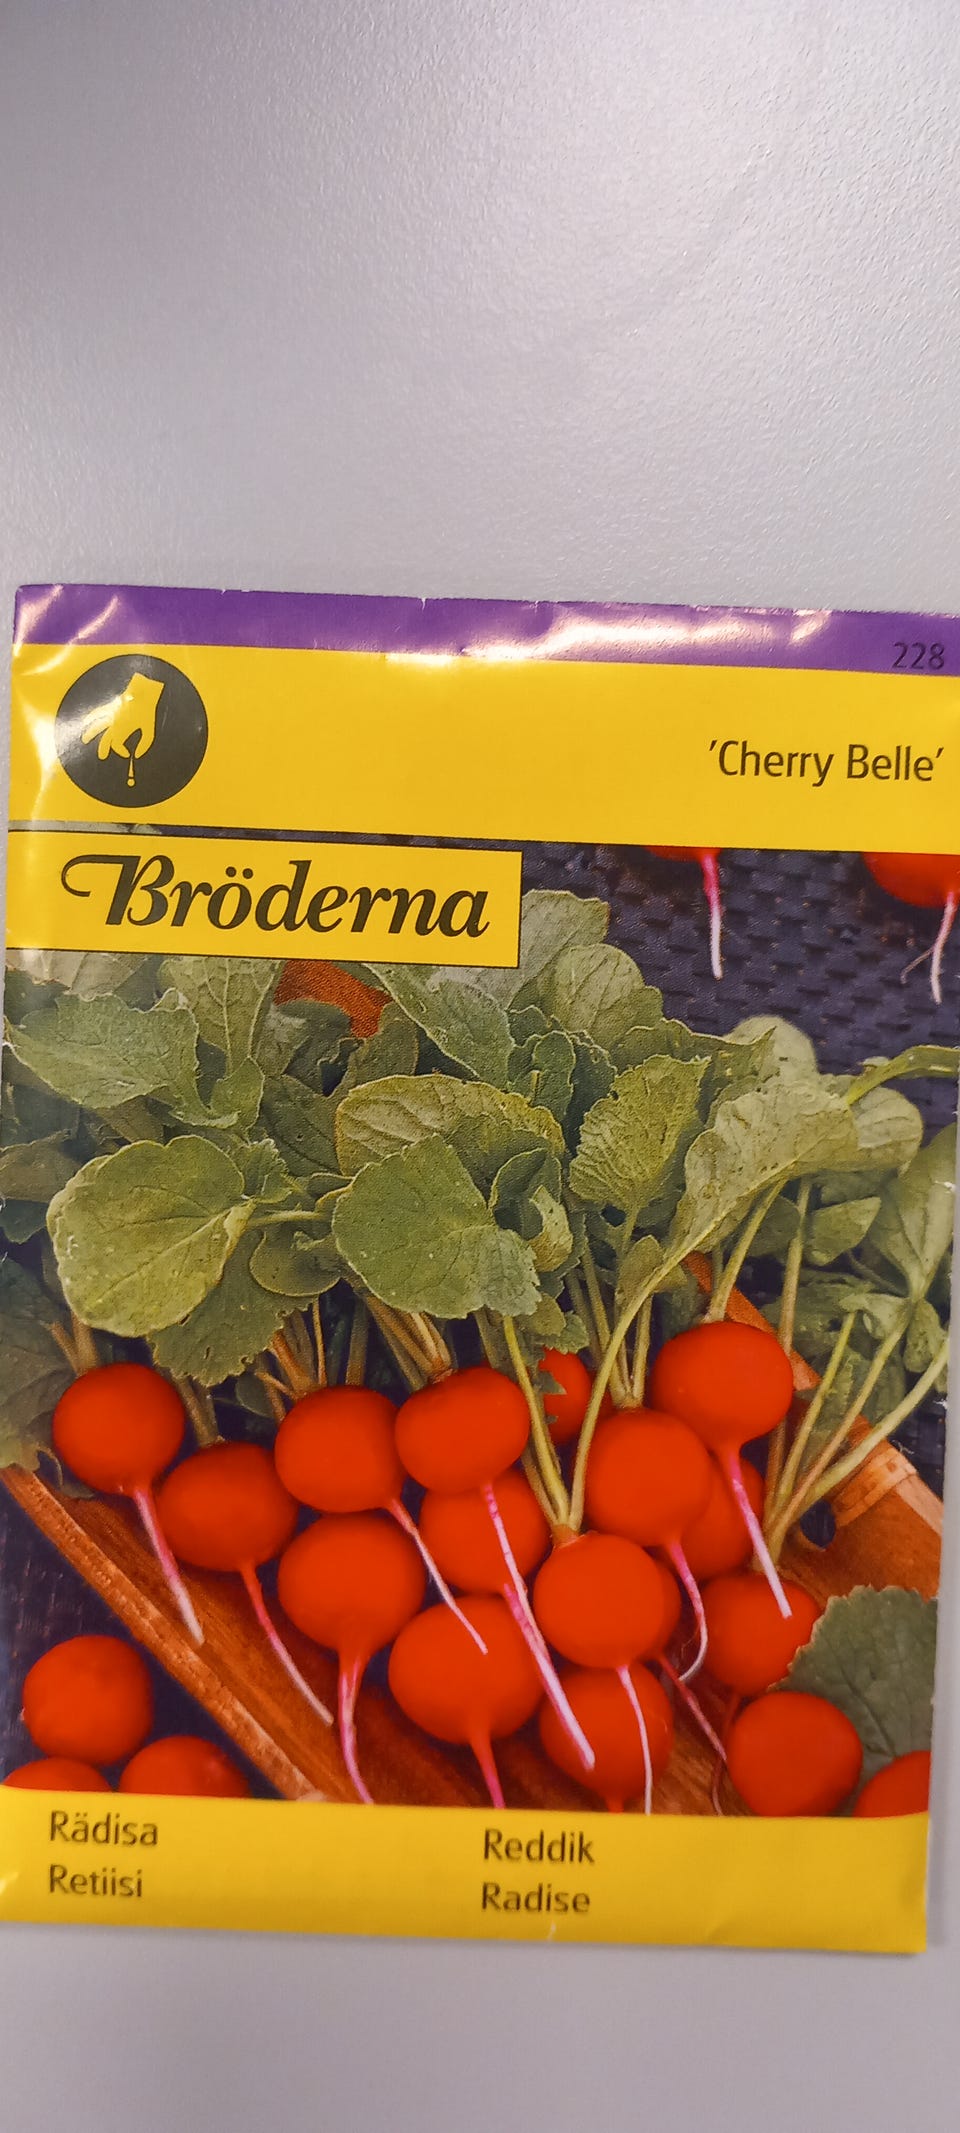 228
'Cherry Belle'
Bröderna
Rädisa
Retiisi
Reddik
Radise